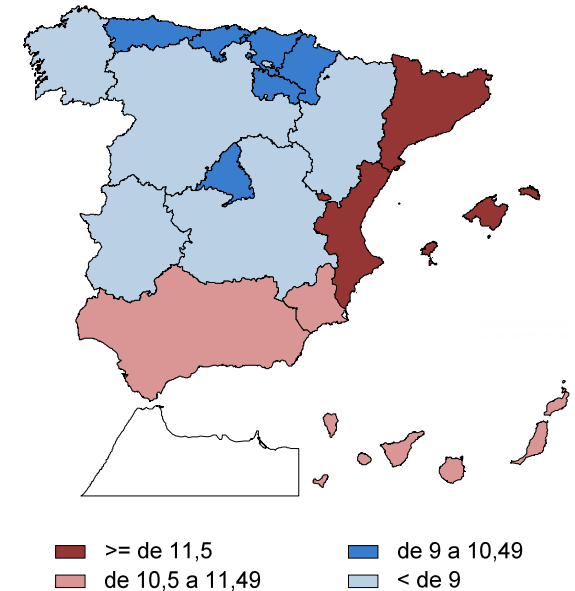 >= de 11,5
de 9 a 10,49
de 10,5 a 11,49
< de 9